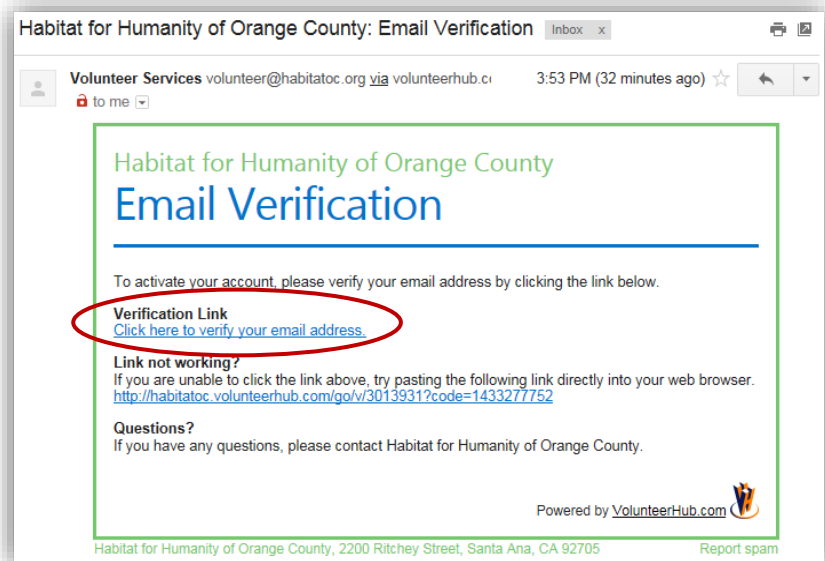 Habitat for Humanity of Orange County: Email Verification Inbox x
Volunteer Services volunteer@habitatoc.org via volunteerhub.c 3:53 PM (32 minutes ago)
to me
Habitat for Humanity of Orange County
Email Verification
To activate your account, please verify your email address by clicking the link below.
Verification Link
Click here to verify your email address.
Link not working?
If you are unable to click the link above, try pasting the following link directly into your web browser.
http://habitatoc.volunteerhub.com/go/v/3013931?code=1433277752
Questions?
If you have any questions, please contact Habitat for Humanity of Orange County.
Powered by VolunteerHub.com
Habitat for Humanity of Orange County, 2200 Ritchey Street, Santa Ana, CA 92705 Report spam